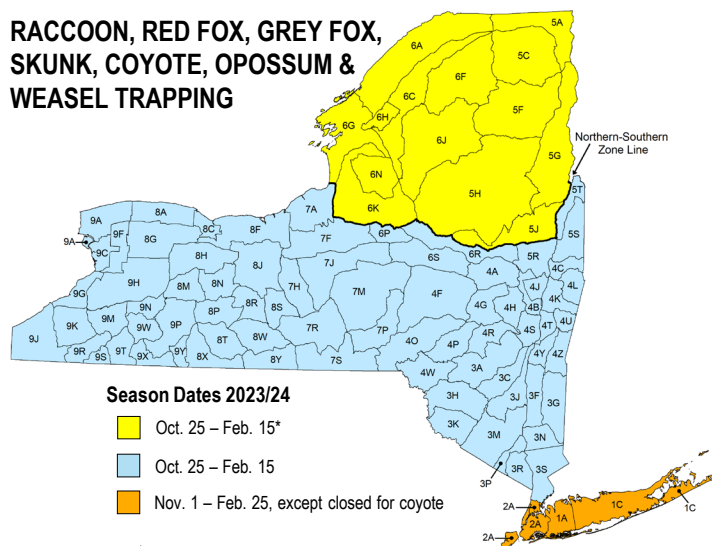 RACCOON, RED FOX, GREY FOX,
SKUNK, COYOTE, OPOSSUM &
WEASEL TRAPPING
5A
6A
5C
6F
6C
5F
6H
6G
6J
Northern-Southern
Zone Line
5G
6N
5H
5T
6K
7A
5J
9A
8A
9F
8C
8F
7F
6P
5S
9A
8G
9C
8H
6S
6R
5R
7J
8J
4A
4C
9H
8M
8N
7H
7M
4J
4L
9G
4F
4K
9N
8R
8S
4G
4H
4B
9M
8P
9K
9W
9P
7R
7P
4R
4S
4T
4U
9J
8T
8W
4O
4P
9R
9S
9T
9X
9Y
8X
8Y
7S
4Y
4Z
4W
3A
3C
Season Dates 2023/24
3H
3J
3F
3G
Oct. 25 – Feb. 15*
3K
3M
3N
Oct. 25 – Feb. 15
3P
3R
3S
Nov. 1 – Feb. 25, except closed for coyote
2A
1C
1C
2A
1A
2A